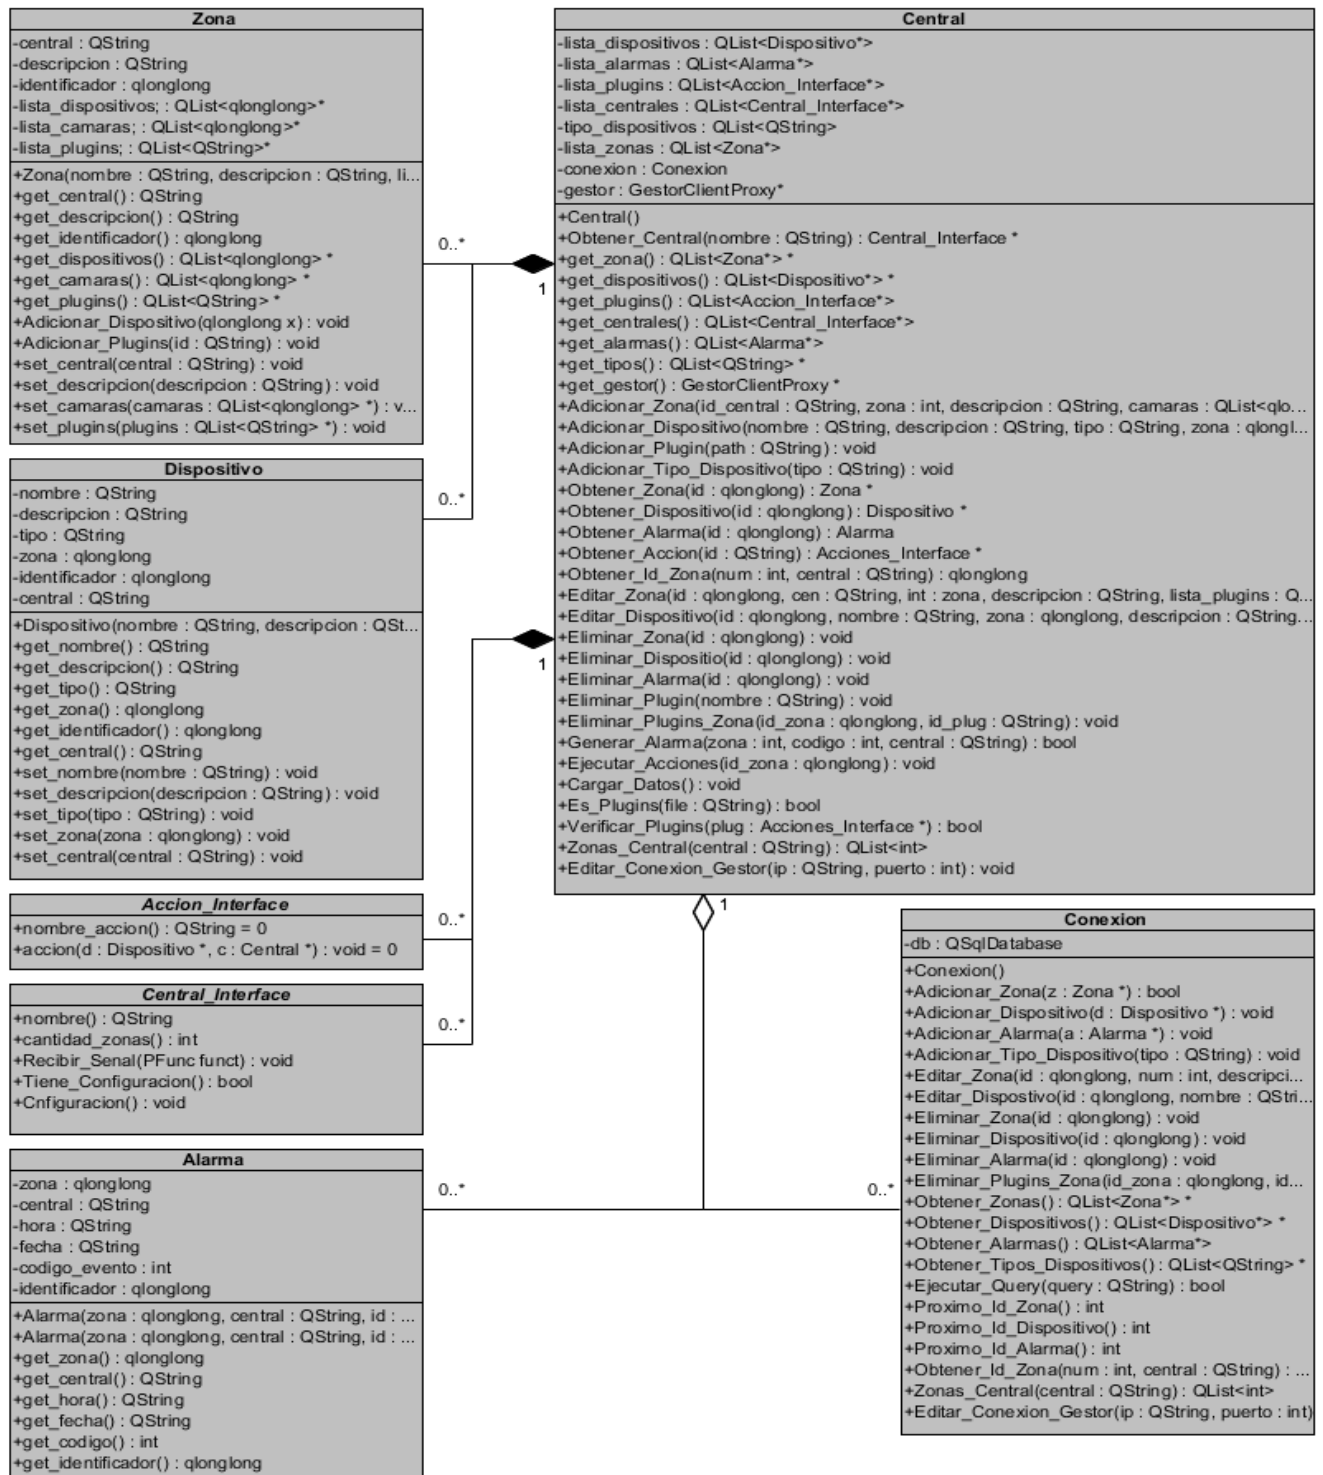 Zona
-central : QString
-descripcion : QString
-identificador : qlonglong
-lista_dispositivos; : QList<qlonglong>*
-lista_camaras; : QList<qlonglong>*
-lista_plugins; : QList<QString>*
+Zona(nombre : QString, descripcion : QString, li...
+get_central() : QString
+get_descripcion() : QString
+get_identificador() : qlonglong
+get_dispositivos() : QList<qlonglong> *
+get_camaras() : QList<qlonglong> *
+get_plugins() : QList<QString> *
+Adicionar_Dispositivo(qlonglong x) : void
+Adicionar_Plugins(id : QString) : void
+set_central(central : QString) : void
+set_descripcion(descripcion : QString) : void
+set_camaras(camaras : QList<qlonglong> *) : v...
+set_plugins(plugins : QList<QString> *) : void
0..*
1
Central
-lista_dispositivos : QList<Dispositivo*>
-lista_alarmas : QList<Alarma*>
-lista_plugins : QList<Accion_Interface*>
-lista_centrales : QList<Central_Interface*>
-tipo_dispositivos : QList<QString>
-lista_zonas : QList<Zona*>
-conexion : Conexion
-gestor : GestorClientProxy*
+Central()
+Obtener_Central(nombre : QString) : Central_Interface *
+get_zona() : QList<Zona*> *
+get_dispositivos() : QList<Dispositivo*> *
+get_plugins() : QList<Accion_Interface*>
+get_centrales() : QList<Central_Interface*>
+get_alarmas() : QList<Alarma*>
+get_tipos() : QList<QString> *
+get_gestor() : GestorClientProxy *
+Adicionar_Zona(id_central : QString, zona : int, descripcion : QString, camaras : QList<qlo...
+Adicionar_Dispositivo(nombre : QString, descripcion : QString, tipo : QString, zona : qlongl...
+Adicionar_Plugin(path : QString) : void
+Adicionar_Tipo_Dispositivo(tipo : QString) : void
+Obtener_Zona(id : qlonglong) : Zona *
+Obtener_Dispositivo(id : qlonglong) : Dispositivo *
+Obtener_Alarma(id : qlonglong) : Alarma
+Obtener_Accion(id : QString) : Acciones_Interface *
+Obtener_Id_Zona(num : int, central : QString) : qlonglong
+Editar_Zona(id : qlonglong, cen : QString, int : zona, descripcion : QString, lista_plugins : Q...
+Editar_Dispositivo(id : qlonglong, nombre : QString, zona : qlonglong, descripcion : QString...
+Eliminar_Zona(id : qlonglong) : void
+Eliminar_Dispositio(id : qlonglong) : void
+Eliminar_Alarma(id : qlonglong) : void
+Eliminar_Plugin(nombre : QString) : void
+Eliminar_Plugins_Zona(id_zona : qlonglong, id_plug : QString) : void
+Generar_Alarma(zona : int, codigo : int, central : QString) : bool
+Ejecutar_Acciones(id_zona : qlonglong) : void
+Cargar_Datos() : void
+Es_Plugins(file : QString) : bool
+Verificar_Plugins(plug : Acciones_Interface *) : bool
+Zonas_Central(central : QString) : QList<int>
+Editar_Conexion_Gestor(ip : QString, puerto : int) : void
Dispositivo
-nombre : QString
-descripcion : QString
-tipo : QString
-zona : qlonglong
-identificador : qlonglong
-central : QString
+Dispositivo(nombre : QString, descripcion : QSt...
+get_nombre() : QString
+get_descripcion() : QString
+get_tipo() : QString
+get_zona() : qlonglong
+get_identificador() : qlonglong
+get_central() : QString
+set_nombre(nombre : QString) : void
+set_descripcion(descripcion : QString) : void
+set_tipo(tipo : QString) : void
+set_zona(zona : qlonglong) : void
+set_central(central : QString) : void
0..*
1
Accion_Interface
+nombre_accion() : QString = 0
+accion(d : Dispositivo *, c : Central *) : void = 0
0..*
Central_Interface
+nombre() : QString
+cantidad_zonas() : int
+Recibir_Senal(PFunc funct) : void
+Tiene_Configuracion() : bool
+Cnfiguracion() : void
0..*
1
Alarma
-zona : qlonglong
-central : QString
-hora : QString
-fecha : QString
-codigo_evento : int
-identificador : qlonglong
+Alarma(zona : qlonglong, central : QString, id : ...
+Alarma(zona : qlonglong, central : QString, id : ...
+get_zona() : qlonglong
+get_central() : QString
+get_hora() : QString
+get_fecha() : QString
+get_codigo() : int
+get_identificador() : qlonglong
0..*
0..*
Conexion
-db : QSqlDatabase
+Conexion()
+Adicionar_Zona(z : Zona *) : bool
+Adicionar_Dispositivo(d : Dispositivo *) : void
+Adicionar_Alarma(a : Alarma *) : void
+Adicionar_Tipo_Dispositivo(tipo : QString) : void
+Editar_Zona(id : qlonglong, num : int, descripci...
+Editar_Dispostivo(id : qlonglong, nombre : QStri...
+Eliminar_Zona(id : qlonglong) : void
+Eliminar_Dispositivo(id : qlonglong) : void
+Eliminar_Alarma(id : qlonglong) : void
+Eliminar_Plugins_Zona(id_zona : qlonglong, id...
+Obtener_Zonas() : QList<Zona*> *
+Obtener_Dispositivos() : QList<Dispositivo*> *
+Obtener_Alarmas() : QList<Alarma*>
+Obtener_Tipos_Dispositivos() : QList<QString> *
+Ejecutar_Query(query : QString) : bool
+Proximo_Id_Zona() : int
+Proximo_Id_Dispositivo() : int
+Proximo_Id_Alarma() : int
+Obtener_Id_Zona(num : int, central : QString) : ...
+Zonas_Central(central : QString) : QList<int>
+Editar_Conexion_Gestor(ip : QString, puerto : int)